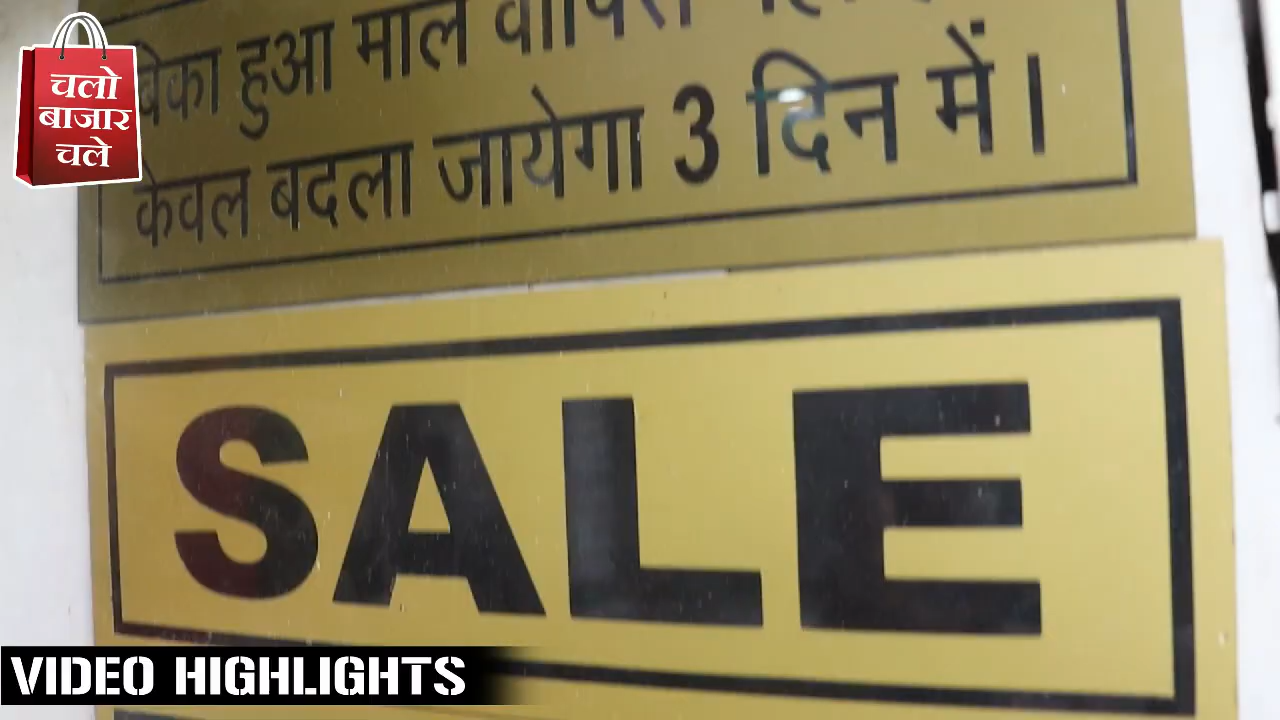 चलो
बाजार
चले
बिका हुआ माल वापिस
केवल बदला जायेगा 3 दिन में।
SALE
VIDEO HIGHLIGHTS